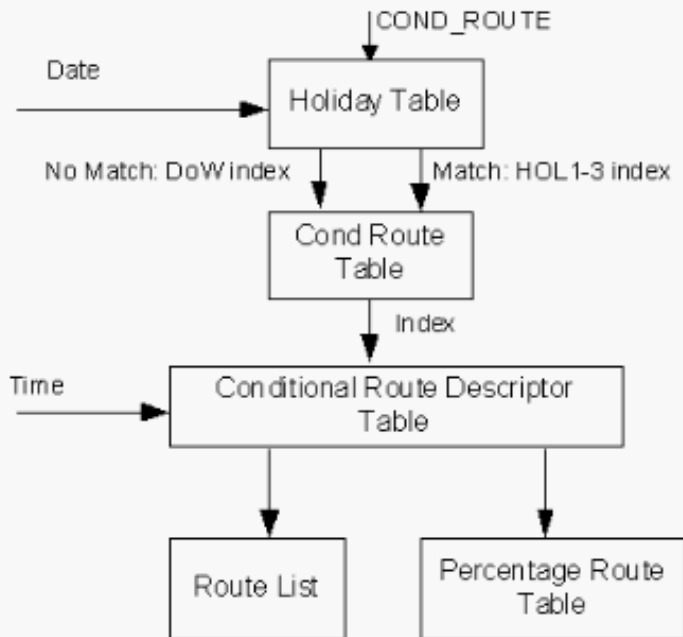 COND_ROUTE
Date
Holiday Table
No Match: DoW index
Match: HOL1-3 index
Cond Route
Table
Index
Time
Conditional Route Descriptor
Table
Route List
Percentage Route
Table